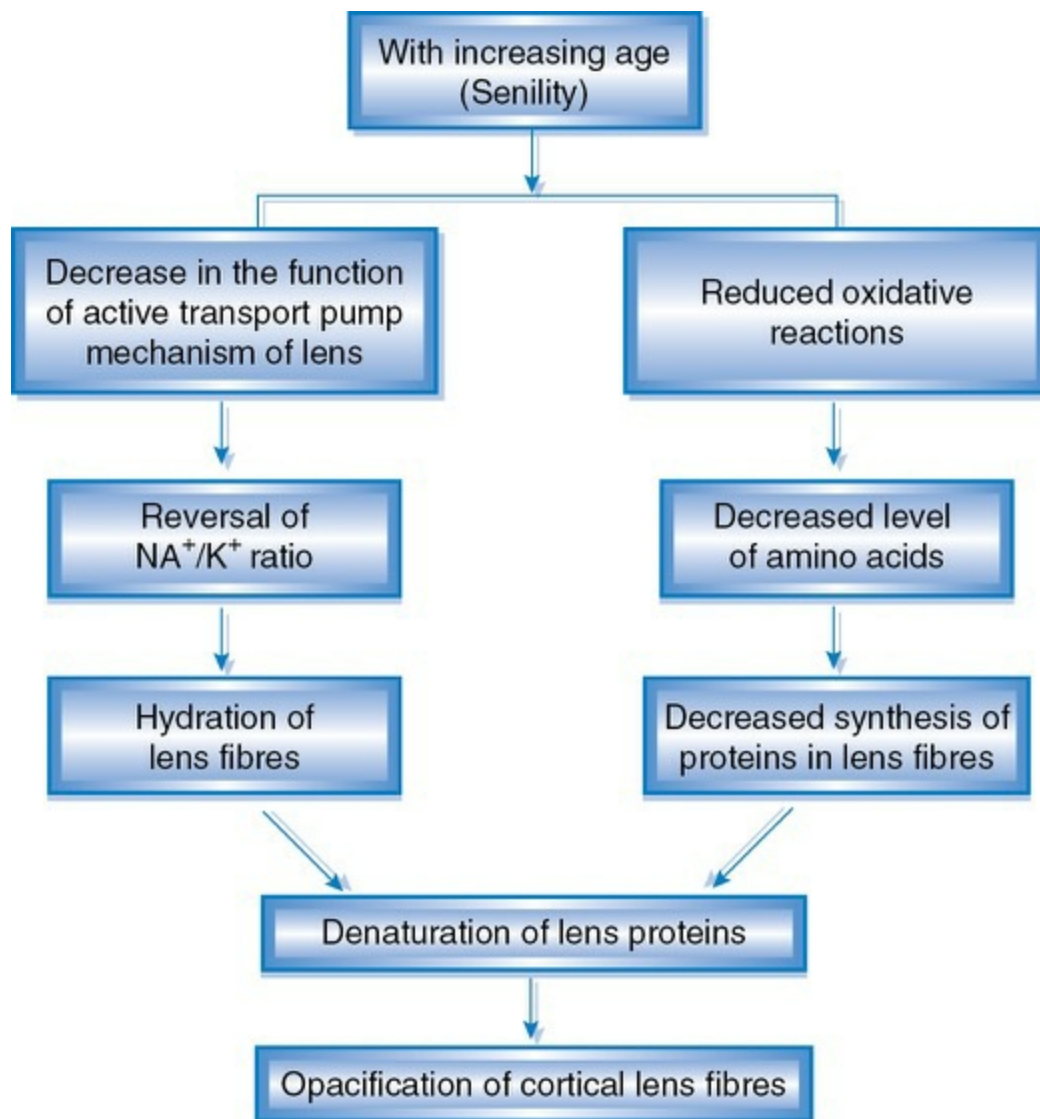 With increasing age
(Senility)
Decrease in the function
of active transport pump
mechanism of lens
Reduced oxidative
reactions
Reversal of
NA⁺/K⁺ ratio
Decreased level
of amino acids
Hydration of
lens fibres
Decreased synthesis of
proteins in lens fibres
Denaturation of lens proteins
Opacification of cortical lens fibres